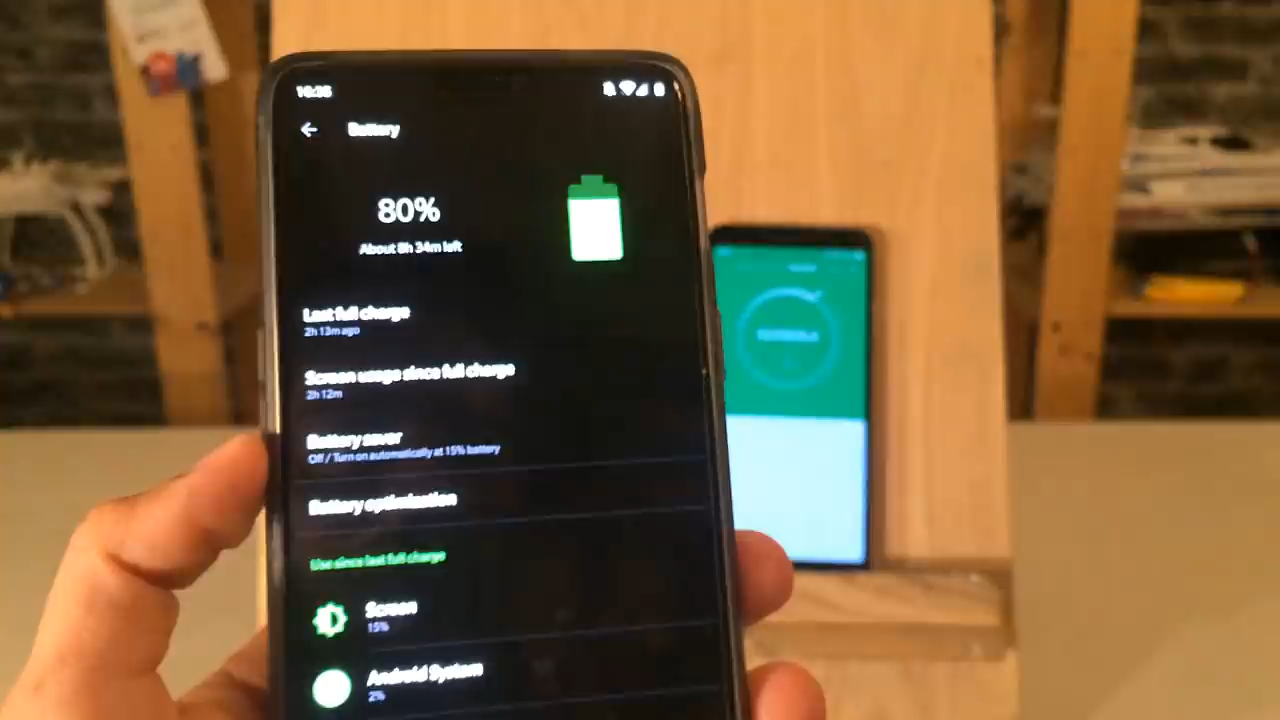 Battery
80%
About 8h 34m left
Last full charge
2h 13m ago
Screen usage since full charge
2h 12m
Battery saver
Off / Turn on automatically at 15% battery
Battery optimization
Use since last full charge
Screen
15%
Android System
2%